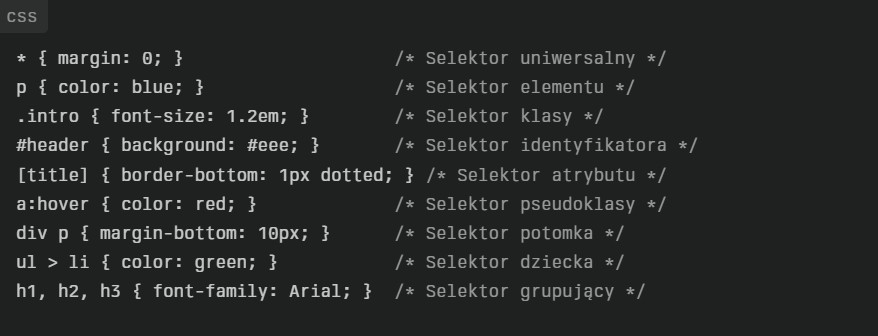 css
* { margin: 0; } /* Selektor uniwersalny */
p { color: blue; } /* Selektor elementu */
.intro { font-size: 1.2em; } /* Selektor klasy */
#header { background: #eee; } /* Selektor identyfikatora */
[title] { border-bottom: 1px dotted; } /* Selektor atrybutu */
a:hover { color: red; } /* Selektor pseudoklasy */
div p { margin-bottom: 10px; } /* Selektor potomka */
ul > li { color: green; } /* Selektor dziecka */
h1, h2, h3 { font-family: Arial; } /* Selektor grupujący */